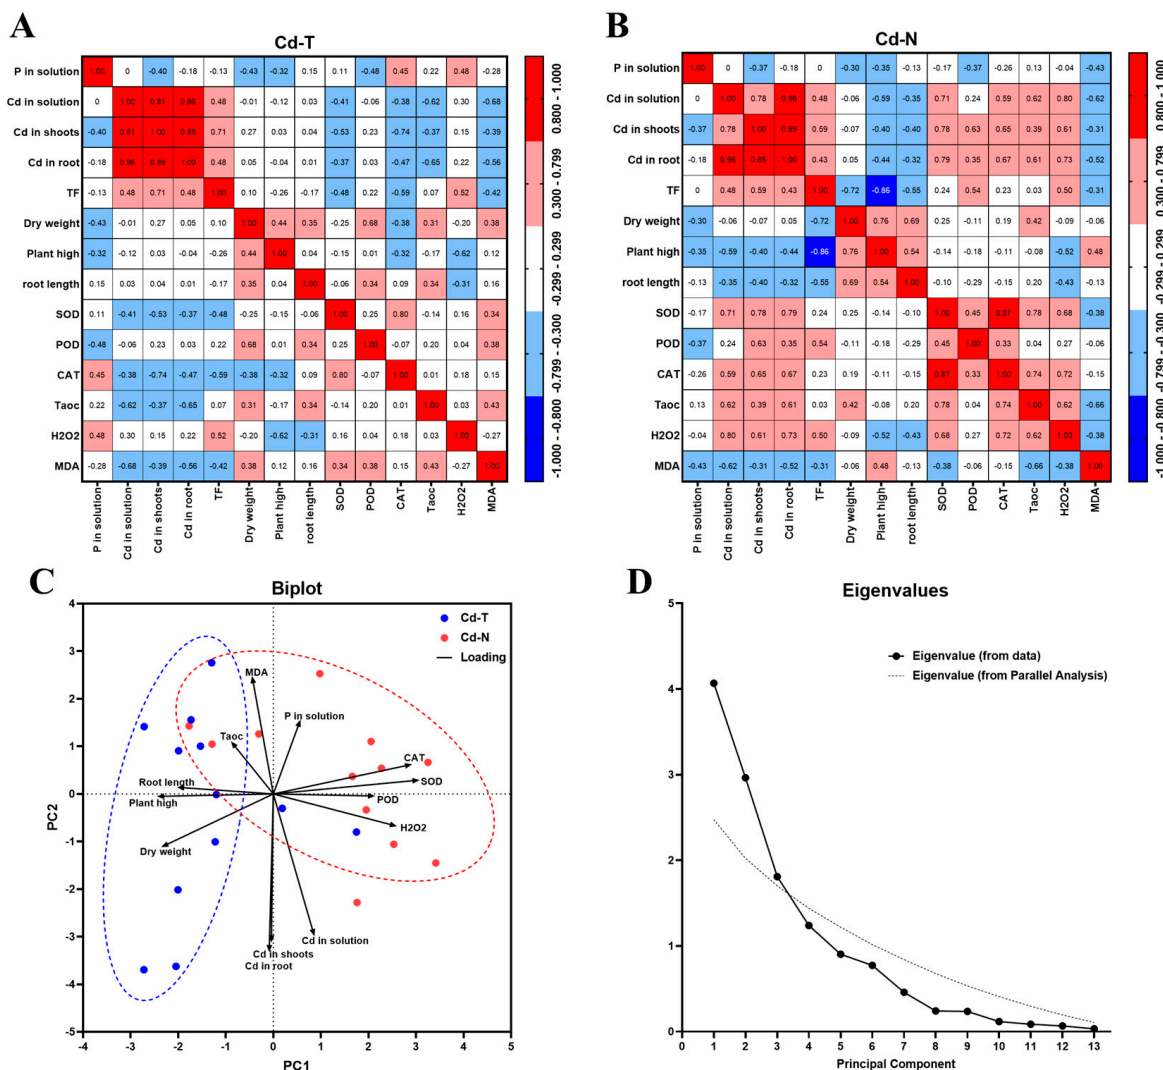 A
Cd-T
P in solution 1.00 0 -0.40 -0.18 -0.13 -0.43 -0.32 0.15 0.11 -0.48 0.45 0.22 0.48 -0.28
Cd in solution 0 1.00 0.81 0.96 0.48 -0.01 -0.12 0.03 -0.41 -0.06 -0.38 -0.62 0.30 -0.68
Cd in shoots -0.40 0.81 1.00 0.89 0.71 0.27 0.03 0.04 -0.53 0.23 -0.74 -0.37 0.15 -0.39
Cd in root -0.18 0.96 0.89 1.00 0.48 0.05 -0.04 0.01 -0.37 0.03 -0.47 -0.65 0.22 -0.56
TF -0.13 0.48 0.71 0.48 1.00 0.10 -0.26 -0.17 -0.48 0.22 -0.59 0.07 0.52 -0.42
Dry weight -0.43 -0.01 0.27 0.05 0.10 1.00 0.44 0.35 -0.25 0.68 -0.38 0.31 -0.20 0.38
Plant high -0.32 -0.12 0.03 -0.04 -0.26 0.44 1.00 0.04 -0.15 0.01 -0.32 -0.17 -0.62 0.12
root length 0.15 0.03 0.04 0.01 -0.17 0.35 0.04 1.00 -0.06 0.34 0.09 0.34 -0.31 0.16
SOD 0.11 -0.41 -0.53 -0.37 -0.48 -0.25 -0.15 -0.06 1.00 0.25 0.80 -0.14 0.16 0.34
POD -0.48 -0.06 0.23 0.03 0.22 0.68 0.01 0.34 0.25 1.00 -0.07 0.20 0.04 0.38
CAT 0.45 -0.38 -0.74 -0.47 -0.59 -0.38 -0.32 0.09 0.80 -0.07 1.00 0.01 0.18 0.15
Taoc 0.22 -0.62 -0.37 -0.65 0.07 0.31 -0.17 0.34 -0.14 0.20 0.01 1.00 0.03 0.43
H2O2 0.48 0.30 0.15 0.22 0.52 -0.20 -0.62 -0.31 0.16 0.04 0.18 0.03 1.00 -0.27
MDA -0.28 -0.68 -0.39 -0.56 -0.42 0.38 0.12 0.16 0.34 0.38 0.15 0.43 -0.27 1.00
P in solution Cd in solution Cd in shoots Cd in root TF Dry weight Plant high root length SOD POD CAT Taoc H2O2 MDA
0.800 - 1.000
0.300 - 0.799
-0.299 - 0.299
-0.799 - -0.300
-1.000 - -0.800
B
Cd-N
P in solution 1.00 0 -0.37 -0.18 0 -0.30 -0.35 -0.13 -0.17 -0.37 -0.26 0.13 -0.04 -0.43
Cd in solution 0 1.00 0.78 0.96 0.48 -0.06 -0.59 -0.35 0.71 0.24 0.59 0.62 0.80 -0.62
Cd in shoots -0.37 0.78 1.00 0.89 0.59 -0.07 -0.40 -0.40 0.78 0.63 0.65 0.39 0.61 -0.31
Cd in root -0.18 0.96 0.89 1.00 0.43 0.05 -0.44 -0.32 0.79 0.35 0.67 0.61 0.73 -0.52
TF 0 0.48 0.59 0.43 1.00 -0.72 -0.86 -0.55 0.24 0.54 0.23 0.03 0.50 -0.31
Dry weight -0.30 -0.06 -0.07 0.05 -0.72 1.00 0.76 0.69 0.25 -0.11 0.19 0.42 -0.09 -0.06
Plant high -0.35 -0.59 -0.40 -0.44 -0.86 0.76 1.00 0.54 -0.14 -0.18 -0.11 -0.08 -0.52 0.48
root length -0.13 -0.35 -0.40 -0.32 -0.55 0.69 0.54 1.00 -0.10 -0.29 -0.15 0.20 -0.43 -0.13
SOD -0.17 0.71 0.78 0.79 0.24 0.25 -0.14 -0.10 1.00 0.45 0.87 0.78 0.68 -0.38
POD -0.37 0.24 0.63 0.35 0.54 -0.11 -0.18 -0.29 0.45 1.00 0.33 0.04 0.27 -0.06
CAT -0.26 0.59 0.65 0.67 0.23 0.19 -0.11 -0.15 0.87 0.33 1.00 0.74 0.72 -0.15
Taoc 0.13 0.62 0.39 0.61 0.03 0.42 -0.08 0.20 0.78 0.04 0.74 1.00 0.62 -0.66
H2O2 -0.04 0.80 0.61 0.73 0.50 -0.09 -0.52 -0.43 0.68 0.27 0.72 0.62 1.00 -0.38
MDA -0.43 -0.62 -0.31 -0.52 -0.31 -0.06 0.48 -0.13 -0.38 -0.06 -0.15 -0.66 -0.38 1.00
P in solution Cd in solution Cd in shoots Cd in root TF Dry weight Plant high root length SOD POD CAT Taoc H2O2 MDA
0.800 - 1.000
0.300 - 0.799
-0.299 - 0.299
-0.799 - -0.300
-1.000 - -0.800
C
Biplot
Cd-T
Cd-N
Loading
MDA
P in solution
Taoc
CAT
SOD
Root length
Plant high
POD
H2O2
Dry weight
Cd in solution
Cd in shoots
Cd in root
PC2
4
3
2
1
0
-1
-2
-3
-4
-5
-4 -3 -2 -1 0 1 2 3 4 5
PC1
D
Eigenvalues
Eigenvalue (from data)
Eigenvalue (from Parallel Analysis)
5
4
3
2
1
0
0 1 2 3 4 5 6 7 8 9 10 11 12 13
Principal Component